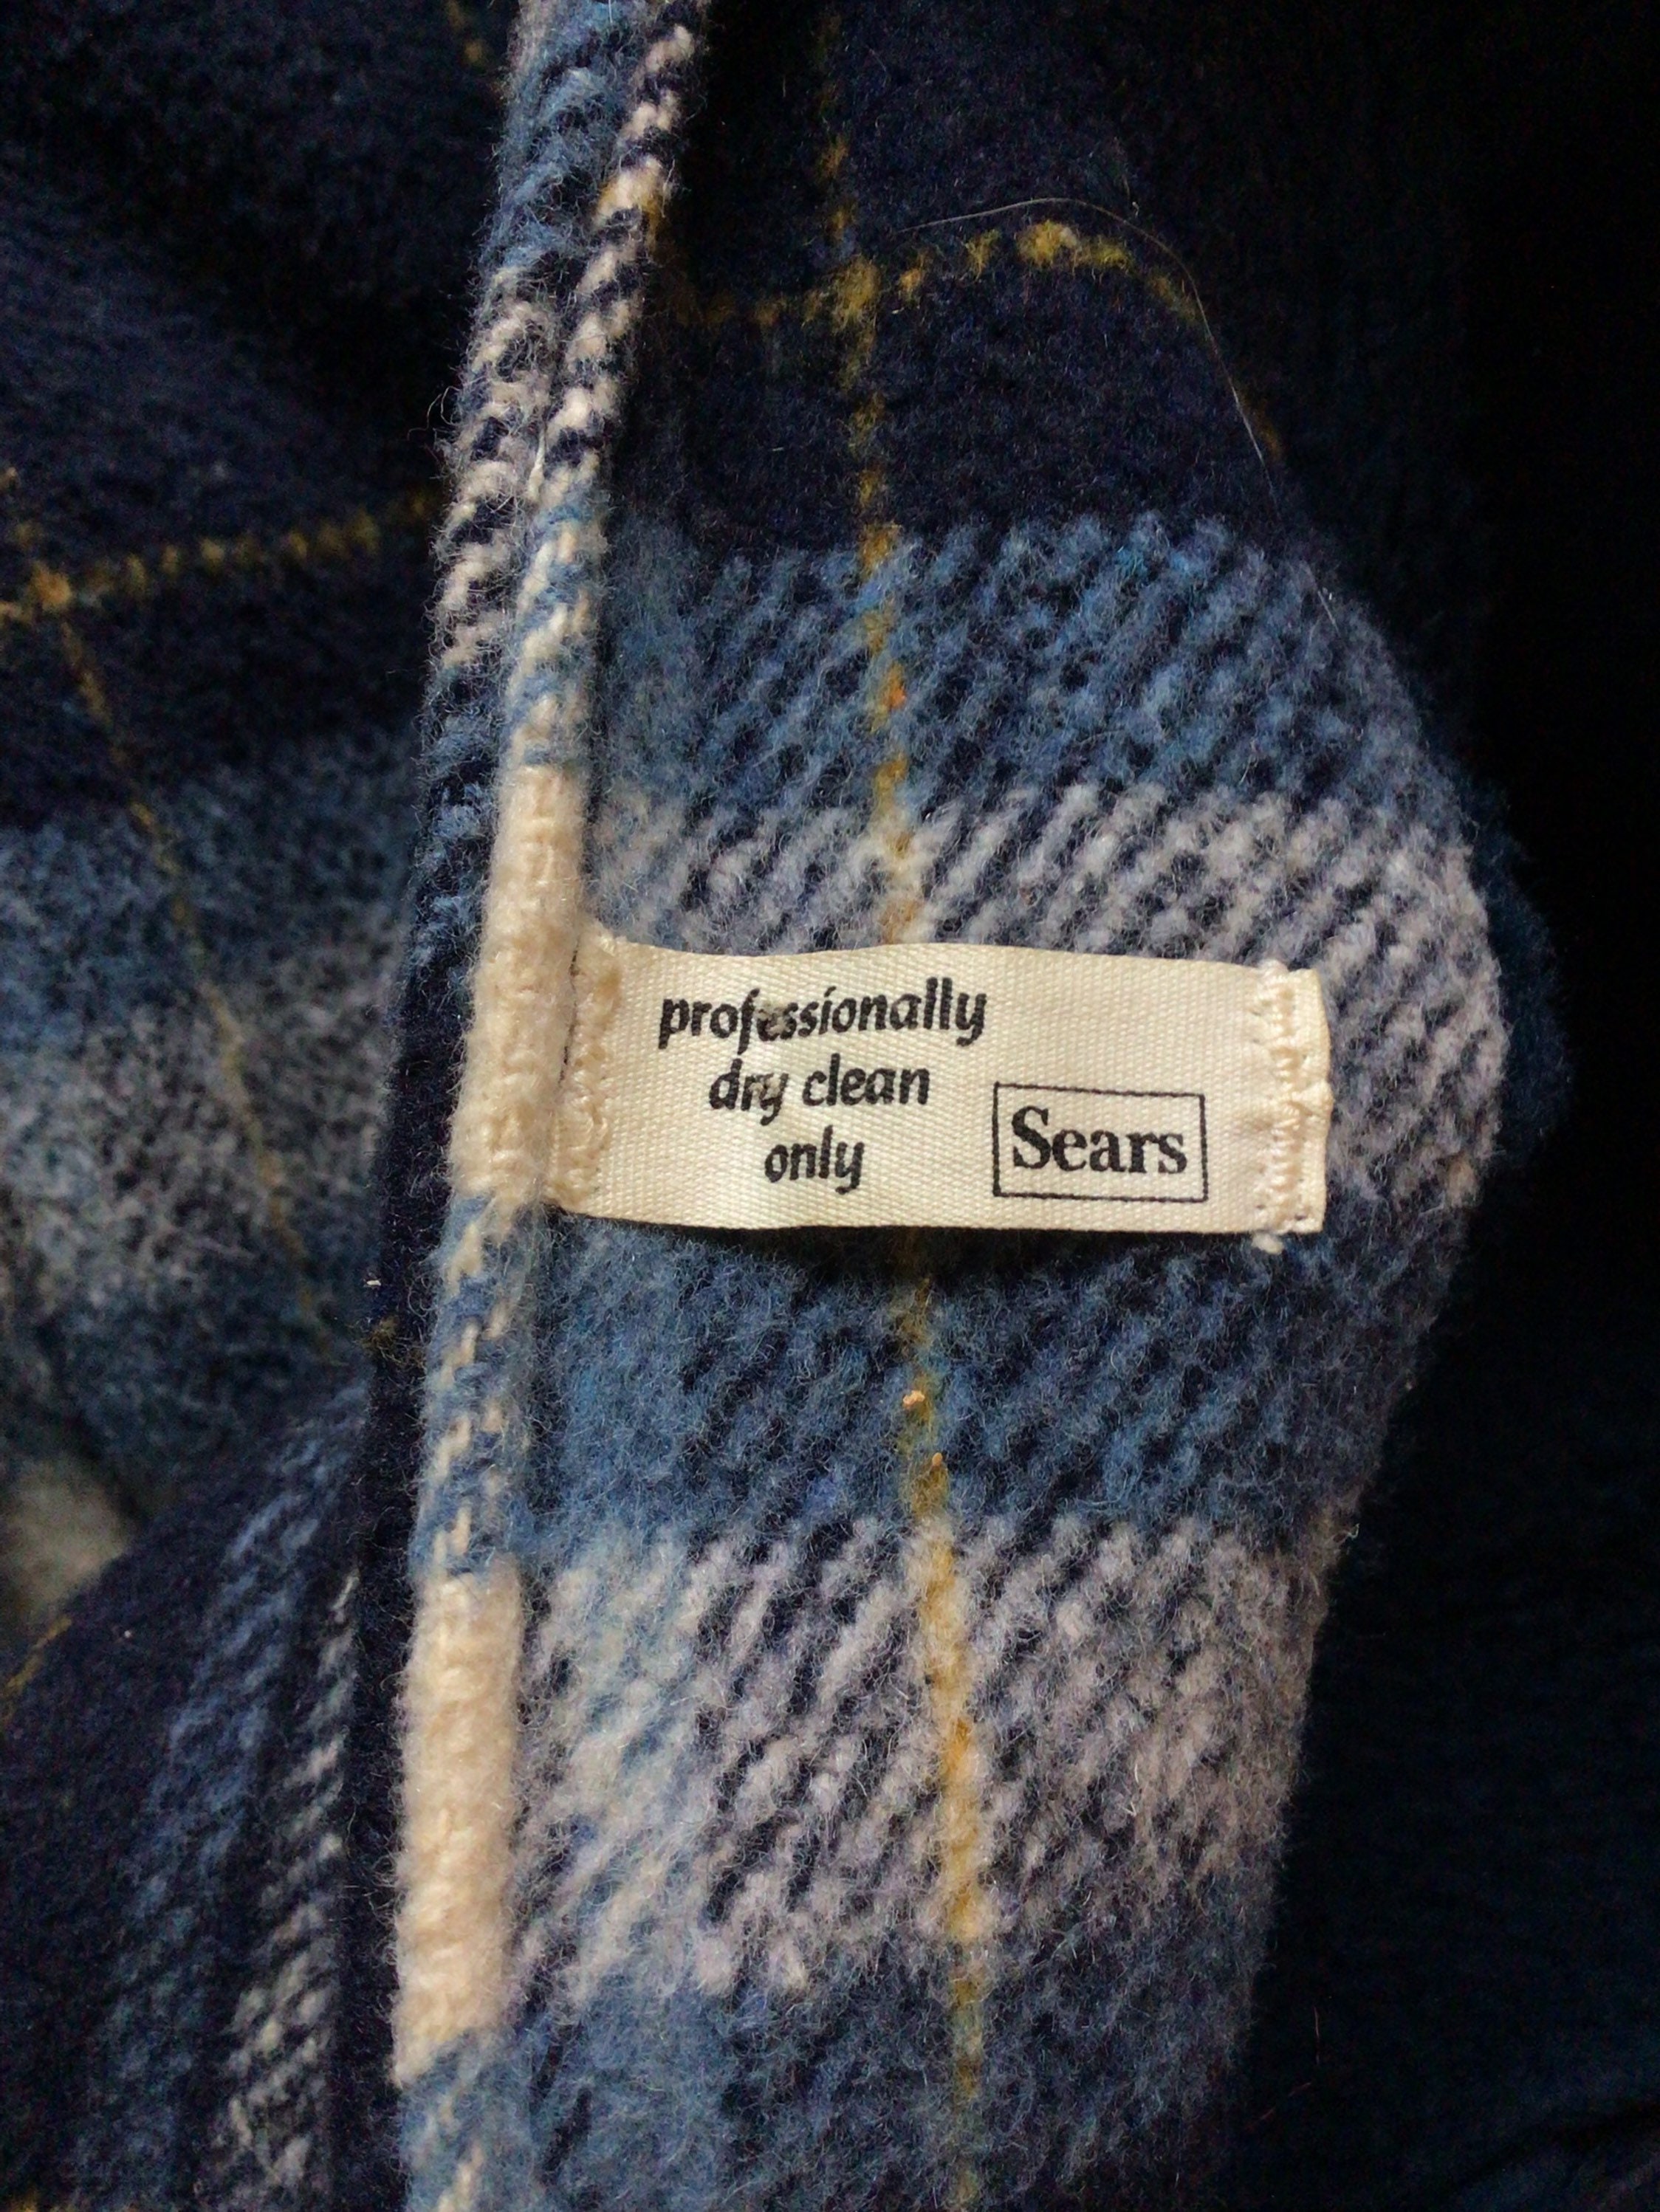 professionally
dry clean
only
Sears